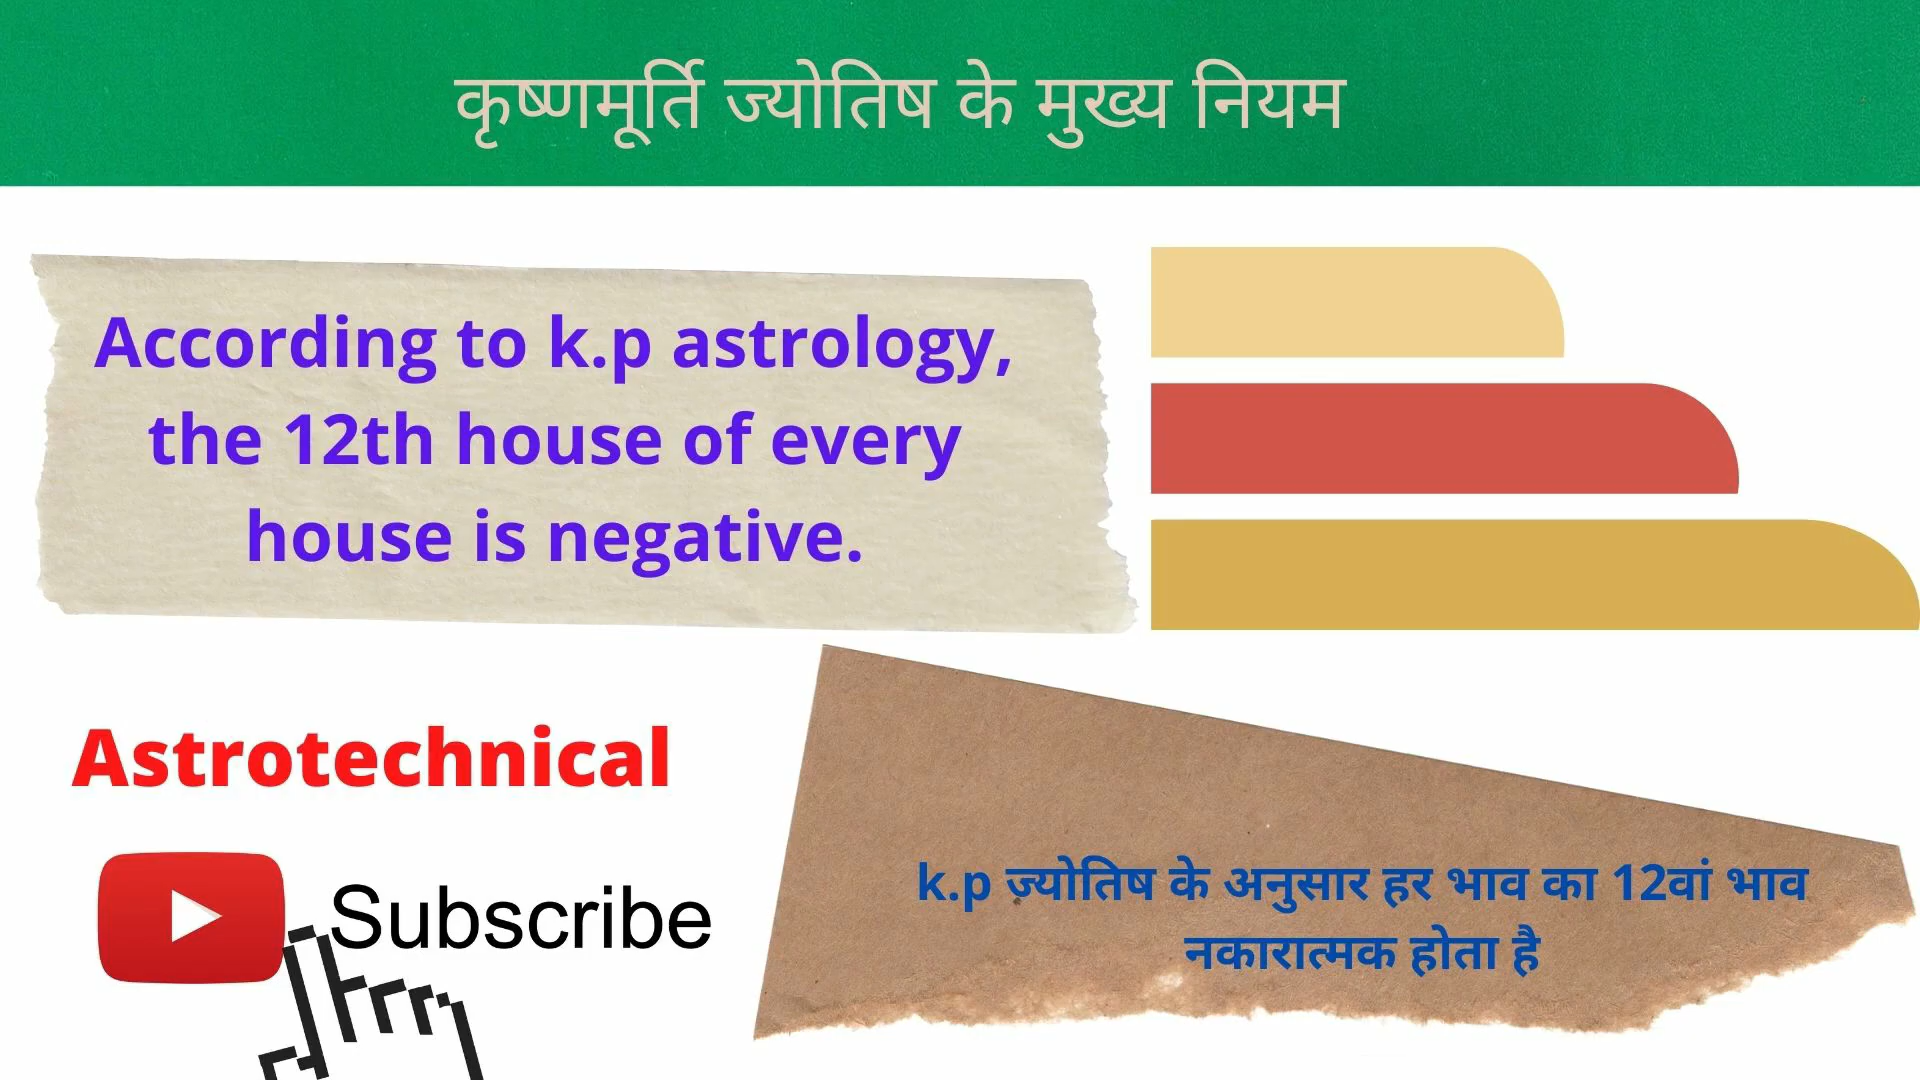 कृष्णमूर्ति ज्योतिष के मुख्य नियम
According to k.p astrology,
the 12th house of every
house is negative.
Astrotechnical
Subscribe
k.p ज़्योतिष के अनुसार हर भाव का 12वां भाव
नकारात्मक होता है